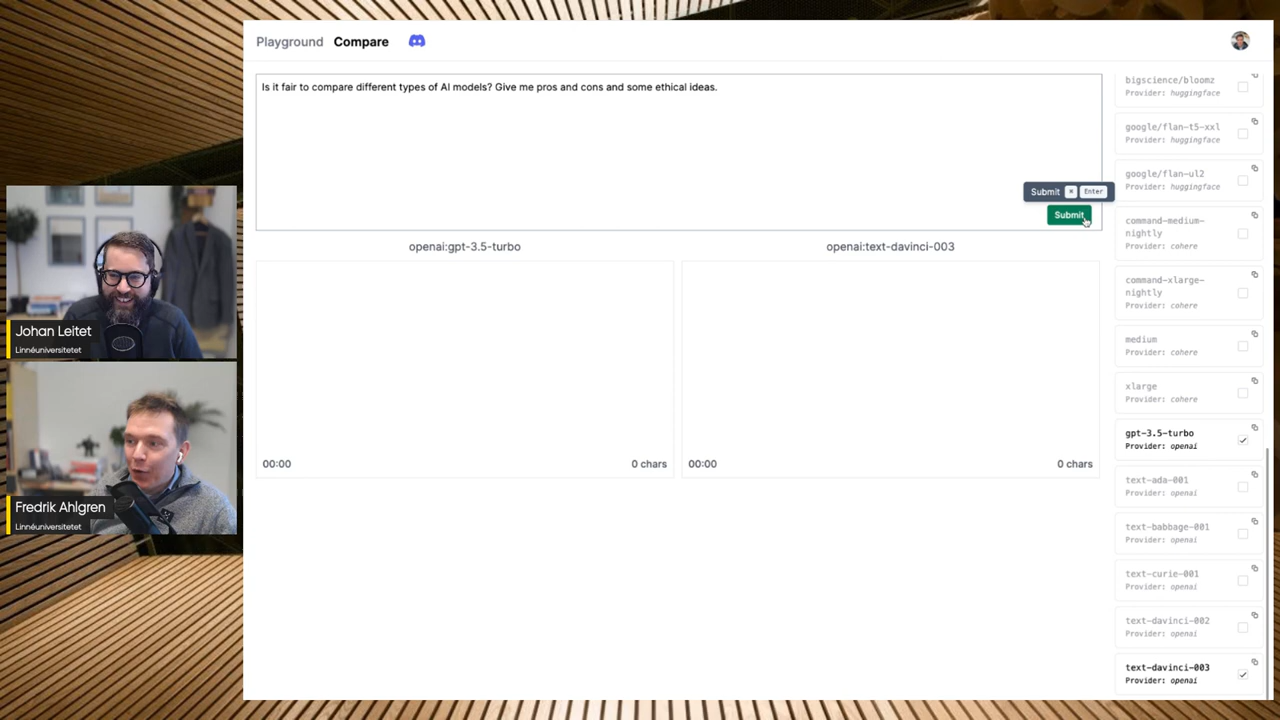 Playground Compare
Is it fair to compare different types of AI models? Give me pros and cons and some ethical ideas.
Submit ⌘ Enter
Submit
openai:gpt-3.5-turbo
openai:text-davinci-003
00:00
0 chars
00:00
0 chars
bigscience/bloomz
Provider: huggingface
google/flan-t5-xxl
Provider: huggingface
google/flan-ul2
Provider: huggingface
command-medium-
nightly
Provider: cohere
command-xlarge-
nightly
Provider: cohere
medium
Provider: cohere
xlarge
Provider: cohere
gpt-3.5-turbo
Provider: openai
text-ada-001
Provider: openai
text-babbage-001
Provider: openai
text-curie-001
Provider: openai
text-davinci-002
Provider: openai
text-davinci-003
Provider: openai
Johan Leitet
Linnéuniversitetet
Fredrik Ahlgren
Linnéuniversitetet